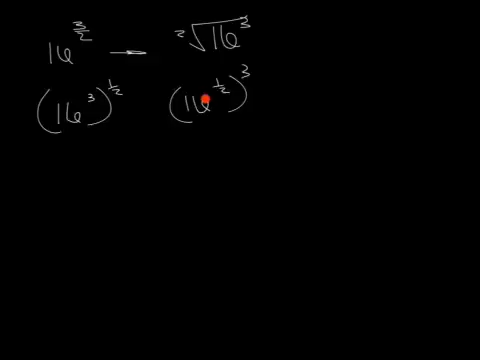 16^{3/2} — ²√16³
(16³)^{1/2} (16^{1/2})³